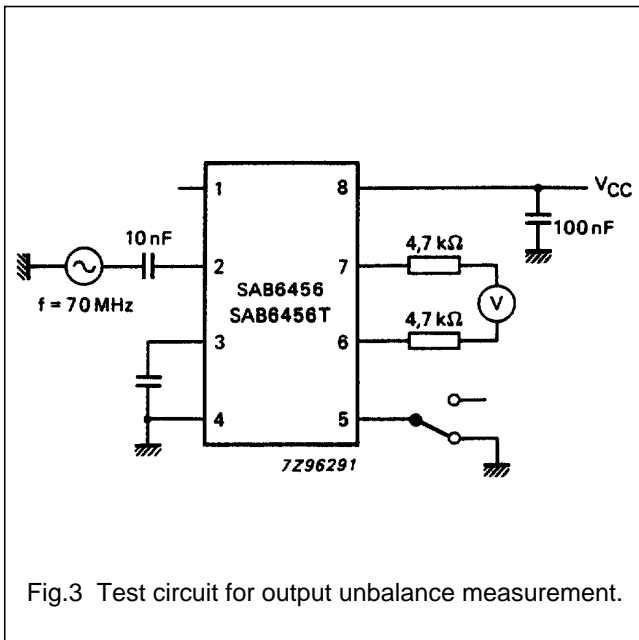 1 8 VCC
10 nF 100 nF
4,7 kΩ
2 7
SAB6456 V
SAB6456T
f = 70 MHz 4,7 kΩ
3 6
4 5
7Z96291
Fig.3 Test circuit for output unbalance measurement.